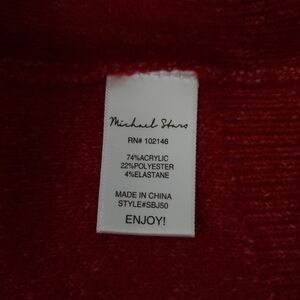 Michael Stars
RN# 102146
74%ACRYLIC
22%POLYESTER
4%ELASTANE
MADE IN CHINA
STYLE#SBJ50
ENJOY!